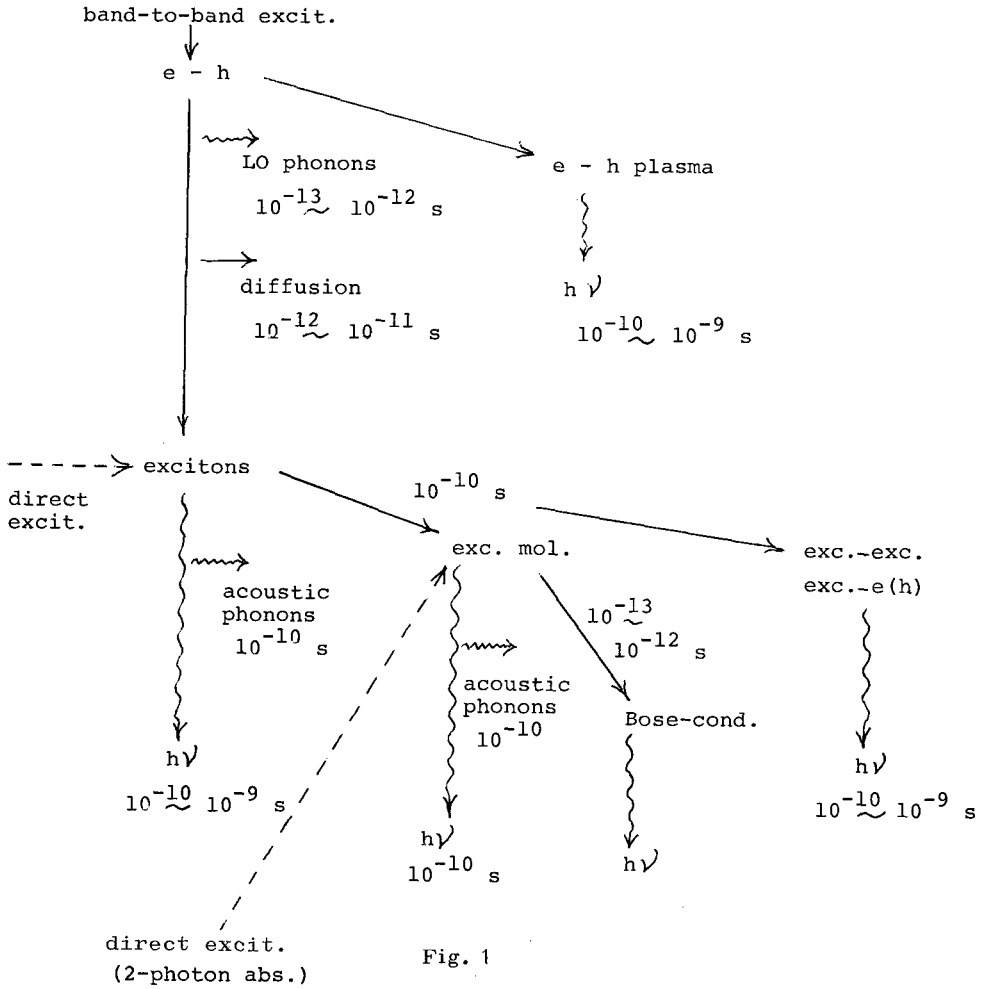 band-to-band excit.
e - h
LO phonons
10⁻¹³ ~ 10⁻¹² s
e - h plasma
diffusion
10⁻¹² ~ 10⁻¹¹ s
hν
10⁻¹⁰ ~ 10⁻⁹ s
excitons
direct
excit.
10⁻¹⁰ s
exc. mol.
exc.-exc.
exc.-e(h)
acoustic
phonons
10⁻¹⁰ s
10⁻¹³ ~
10⁻¹² s
acoustic
phonons
10⁻¹⁰
Bose-cond.
hν
10⁻¹⁰ ~ 10⁻⁹ s
hν
10⁻¹⁰ s
hν
hν
10⁻¹⁰ ~ 10⁻⁹ s
direct excit.
(2-photon abs.)
Fig. 1